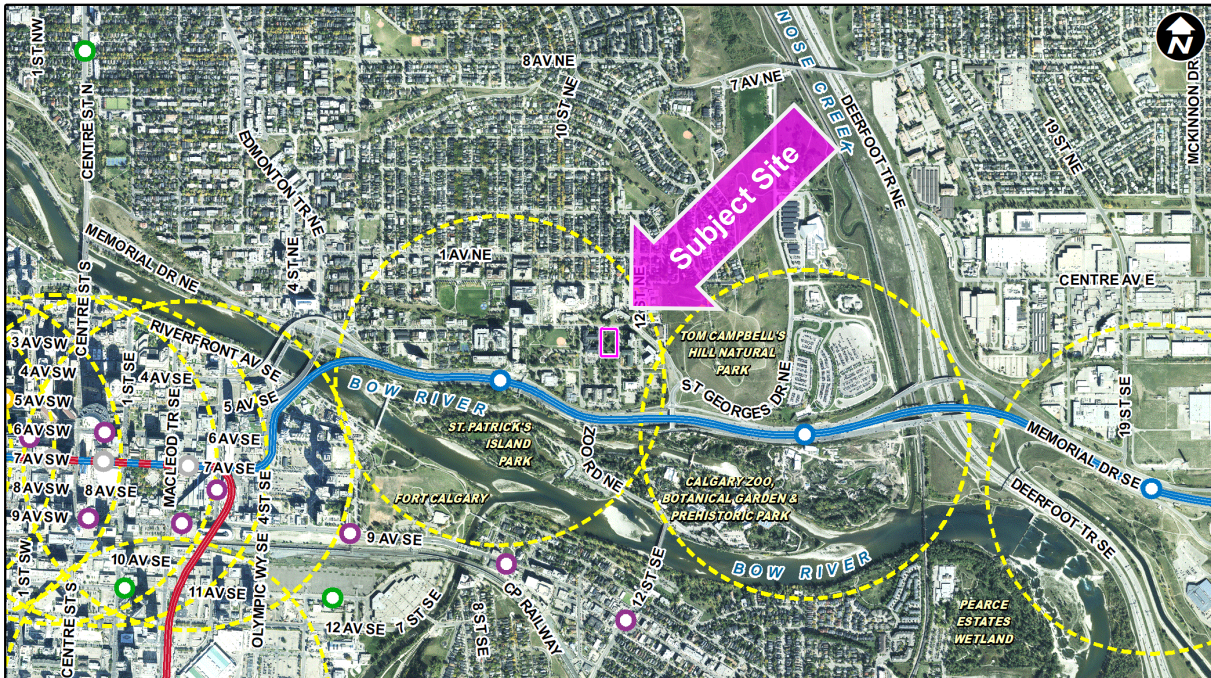 1 ST NW
CENTRE ST N
8 AV NE
10 ST NE
7 AV NE
NOSE CREEK
DEERFOOT TR NE
19 ST NE
MCKINNON DR
N
EDMONTON TR NE
4 ST NE
MEMORIAL DR NE
1 AV NE
12 ST NE
Subject Site
CENTRE AV E
TOM CAMPBELL'S
HILL NATURAL
PARK
ST GEORGES DR NE
3 AV SW
4 AV SW
5 AV SW
6 AV SW
7 AV SW
8 AV SW
9 AV SW
1 ST SW
CENTRE ST S
1 ST SE
RIVERFRONT AV SE
4 AV SE
5 AV SE
6 AV SE
7 AV SE
8 AV SE
MACLEOD TR SE
4 ST SE
BOW RIVER
ST. PATRICK'S
ISLAND
PARK
FORT CALGARY
ZOO
RD NE
CALGARY ZOO,
BOTANICAL GARDEN &
PREHISTORIC PARK
MEMORIAL DR SE
19 ST SE
DEERFOOT TR SE
9 AV SE
10 AV SE
11 AV SE
12 AV SE
OLYMPIC WY SE
CENTRE ST S
7 ST SE
8 ST SE
CP RAILWAY
12 ST SE
BOW RIVER
PEARCE
ESTATES
WETLAND